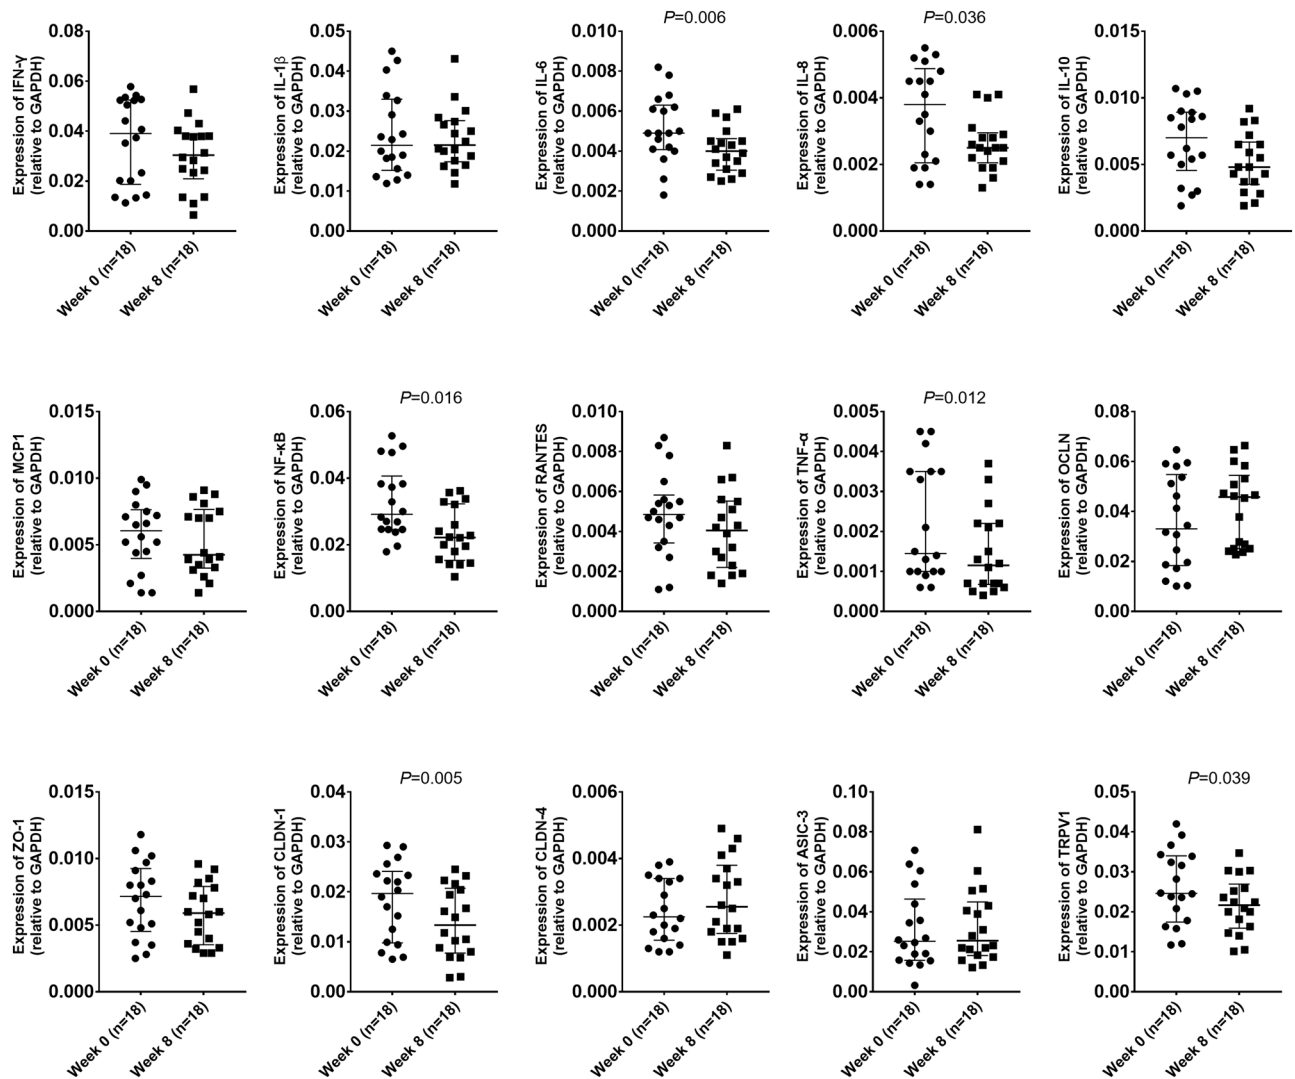 P=0.006
P=0.036
Expression of IFN-γ
(relative to GAPDH)
0.08
0.06
0.04
0.02
0.00
Week 0 (n=18)
Week 8 (n=18)
Expression of IL-1β
(relative to GAPDH)
0.05
0.04
0.03
0.02
0.01
0.00
Week 0 (n=18)
Week 8 (n=18)
Expression of IL-6
(relative to GAPDH)
0.010
0.008
0.006
0.004
0.002
0.000
Week 0 (n=18)
Week 8 (n=18)
Expression of IL-8
(relative to GAPDH)
0.006
0.004
0.002
0.000
Week 0 (n=18)
Week 8 (n=18)
Expression of IL-10
(relative to GAPDH)
0.015
0.010
0.005
0.000
Week 0 (n=18)
Week 8 (n=18)
Expression of MCP1
(relative to GAPDH)
0.015
0.010
0.005
0.000
Week 0 (n=18)
Week 8 (n=18)
P=0.016
Expression of NF-κB
(relative to GAPDH)
0.06
0.04
0.02
0.00
Week 0 (n=18)
Week 8 (n=18)
Expression of RANTES
(relative to GAPDH)
0.010
0.008
0.006
0.004
0.002
0.000
Week 0 (n=18)
Week 8 (n=18)
P=0.012
Expression of TNF-α
(relative to GAPDH)
0.005
0.004
0.003
0.002
0.001
0.000
Week 0 (n=18)
Week 8 (n=18)
Expression of OCLN
(relative to GAPDH)
0.08
0.06
0.04
0.02
0.00
Week 0 (n=18)
Week 8 (n=18)
Expression of ZO-1
(relative to GAPDH)
0.015
0.010
0.005
0.000
Week 0 (n=18)
Week 8 (n=18)
P=0.005
Expression of CLDN-1
(relative to GAPDH)
0.04
0.03
0.02
0.01
0.00
Week 0 (n=18)
Week 8 (n=18)
Expression of CLDN-4
(relative to GAPDH)
0.006
0.004
0.002
0.000
Week 0 (n=18)
Week 8 (n=18)
Expression of ASIC-3
(relative to GAPDH)
0.10
0.08
0.06
0.04
0.02
0.00
Week 0 (n=18)
Week 8 (n=18)
P=0.039
Expression of TRPV1
(relative to GAPDH)
0.05
0.04
0.03
0.02
0.01
0.00
Week 0 (n=18)
Week 8 (n=18)